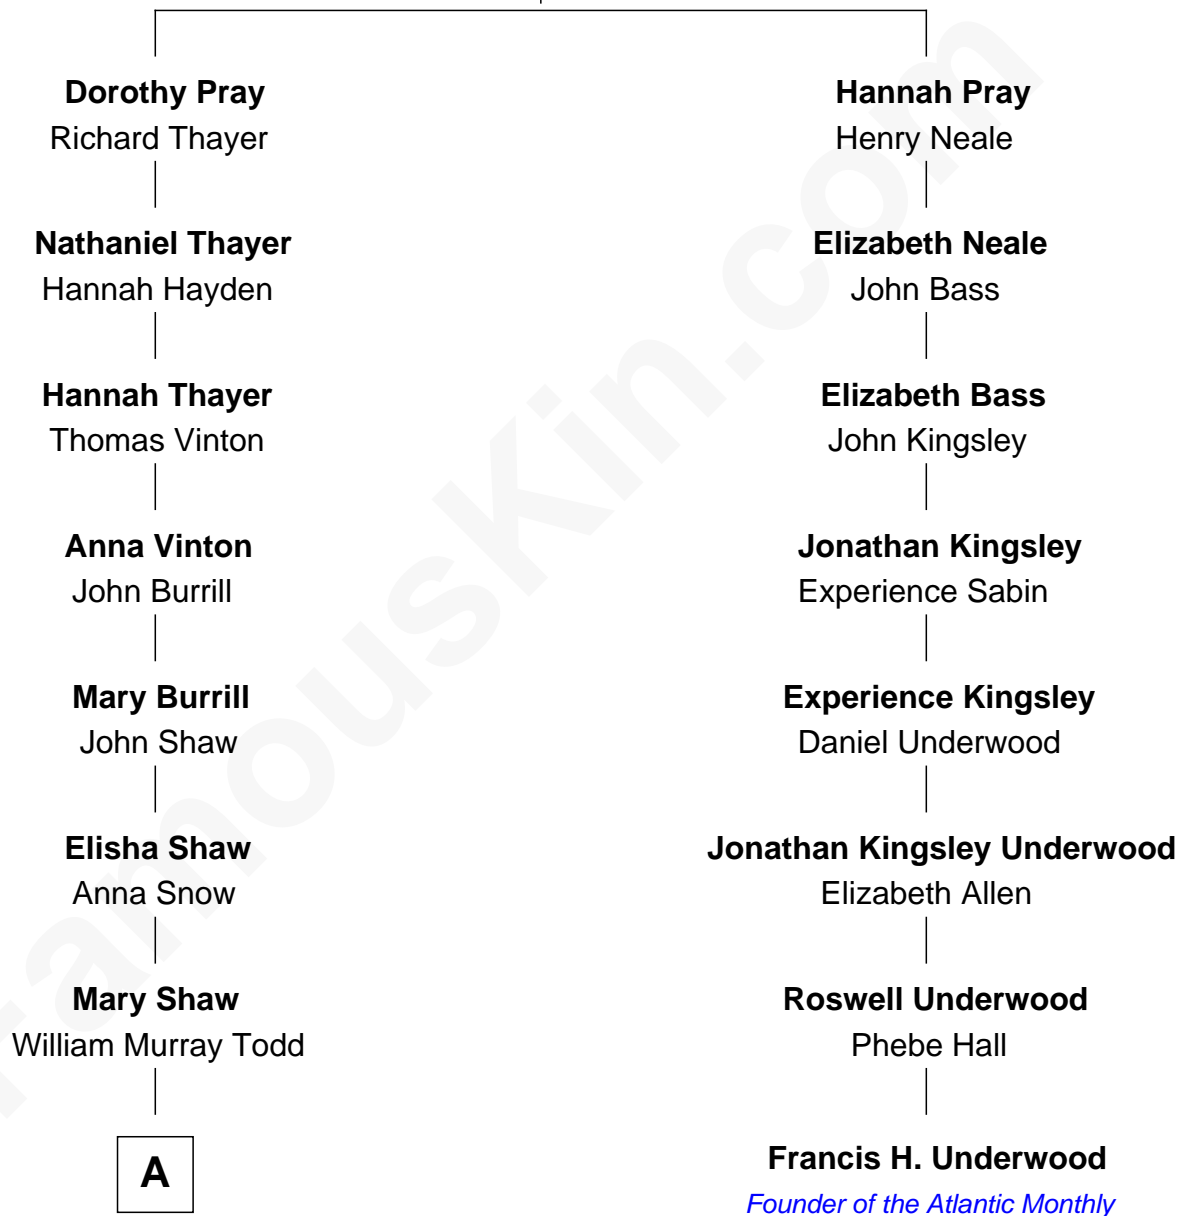 Dorothy Pray
Richard Thayer
Hannah Pray
Henry Neale
Nathaniel Thayer
Hannah Hayden
Elizabeth Neale
John Bass
Hannah Thayer
Thomas Vinton
Elizabeth Bass
John Kingsley
Anna Vinton
John Burrill
Jonathan Kingsley
Experience Sabin
Mary Burrill
John Shaw
Experience Kingsley
Daniel Underwood
Elisha Shaw
Anna Snow
Jonathan Kingsley Underwood
Elizabeth Allen
Mary Shaw
William Murray Todd
Roswell Underwood
Phebe Hall
A
Francis H. Underwood
Founder of the Atlantic Monthly
FamousKin.com